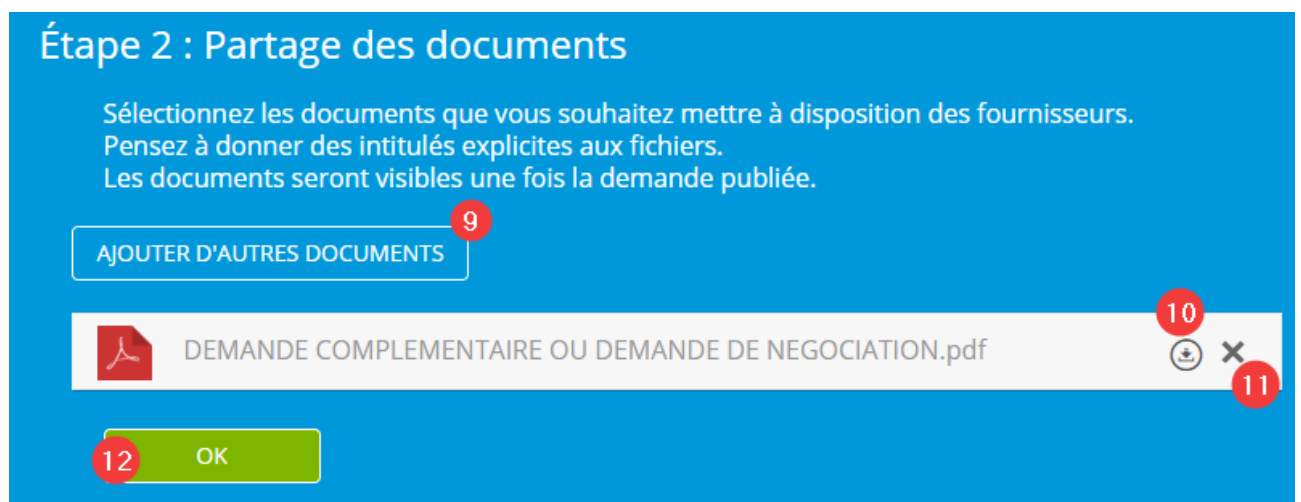 Étape 2 : Partage des documents
Sélectionnez les documents que vous souhaitez mettre à disposition des fournisseurs.
Pensez à donner des intitulés explicites aux fichiers.
Les documents seront visibles une fois la demande publiée.
9
AJOUTER D'AUTRES DOCUMENTS
10
DEMANDE COMPLEMENTAIRE OU DEMANDE DE NEGOCIATION.pdf
11
12 OK